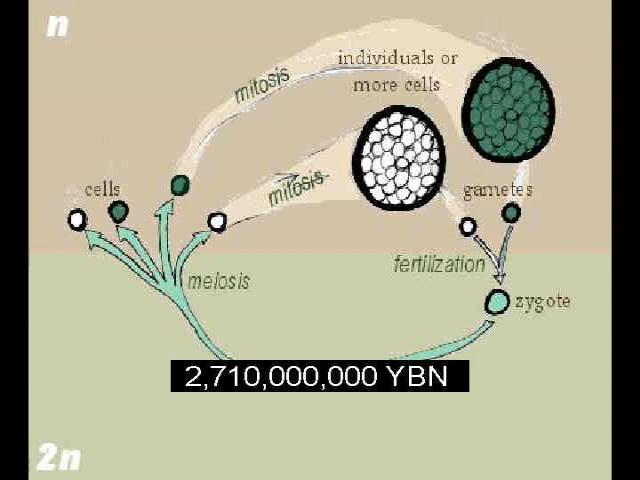 n
individuals or
more cells
mitosis
cells
mitosis
gametes
fertilization
meiosis
zygote
2,710,000,000 YBN
2n